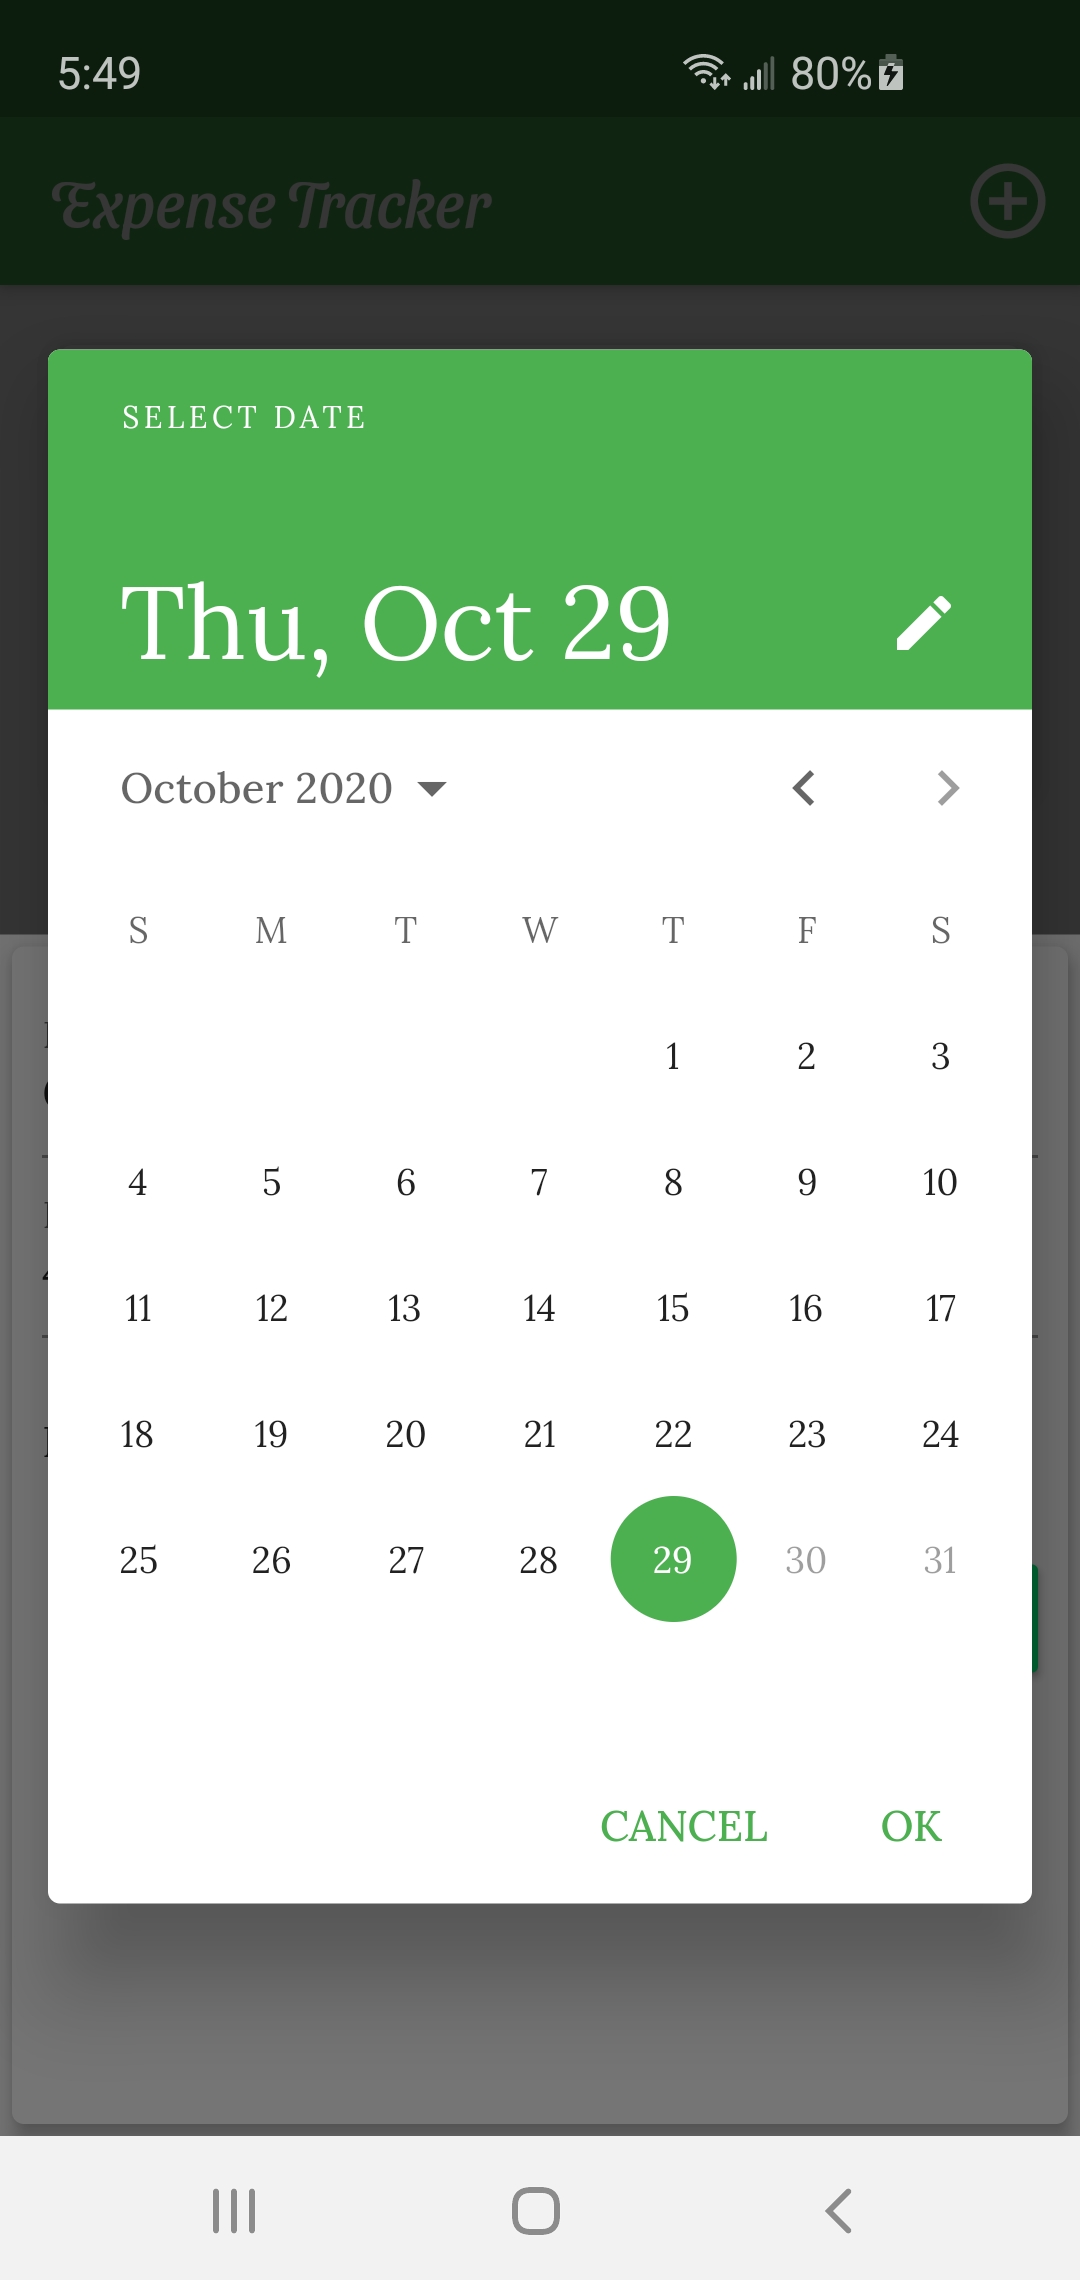 5:49 80%
Expense Tracker
SELECT DATE
Thu, Oct 29
October 2020
S M T W T F S
1 2 3
4 5 6 7 8 9 10
11 12 13 14 15 16 17
18 19 20 21 22 23 24
25 26 27 28 29 30 31
CANCEL OK